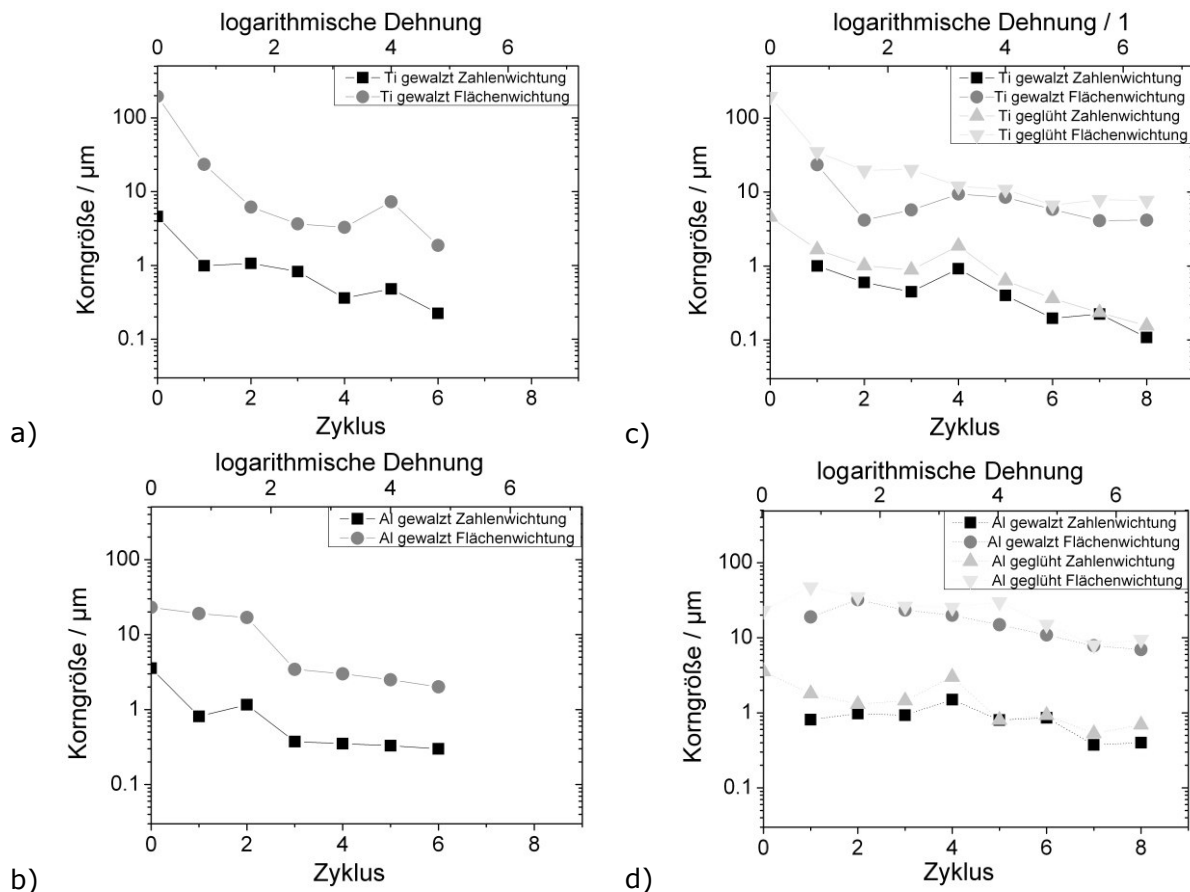 logarithmische Dehnung
0 2 4 6
Ti gewalzt Zahlenwichtung
Ti gewalzt Flächenwichtung
100
10
1
0.1
Korngröße / µm
0 2 4 6 8
Zyklus
a)
logarithmische Dehnung / 1
0 2 4 6
Ti gewalzt Zahlenwichtung
Ti gewalzt Flächenwichtung
Ti geglüht Zahlenwichtung
Ti geglüht Flächenwichtung
100
10
1
0.1
Korngröße / µm
0 2 4 6 8
Zyklus
c)
logarithmische Dehnung
0 2 4 6
Al gewalzt Zahlenwichtung
Al gewalzt Flächenwichtung
100
10
1
0.1
Korngröße / µm
0 2 4 6 8
Zyklus
b)
logarithmische Dehnung
0 2 4 6
Al gewalzt Zahlenwichtung
Al gewalzt Flächenwichtung
Al geglüht Zahlenwichtung
Al geglüht Flächenwichtung
100
10
1
0.1
Korngröße / µm
0 2 4 6 8
Zyklus
d)